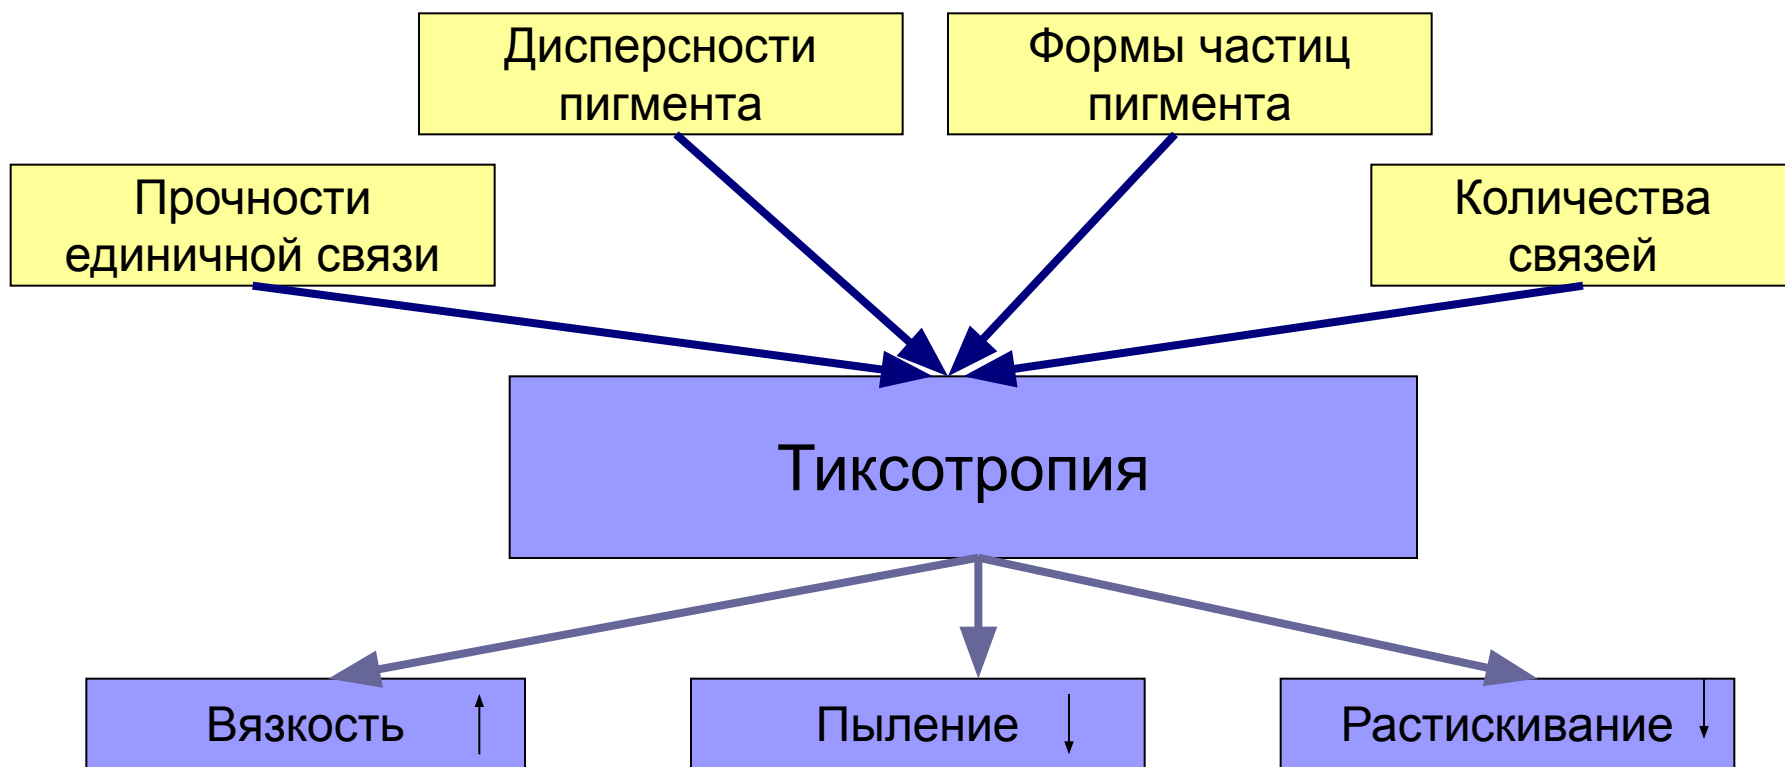 Дисперсности
пигмента
Формы частиц
пигмента
Прочности
единичной связи
Количества
связей
Тиксотропия
Вязкость
Пыление
Растискивание